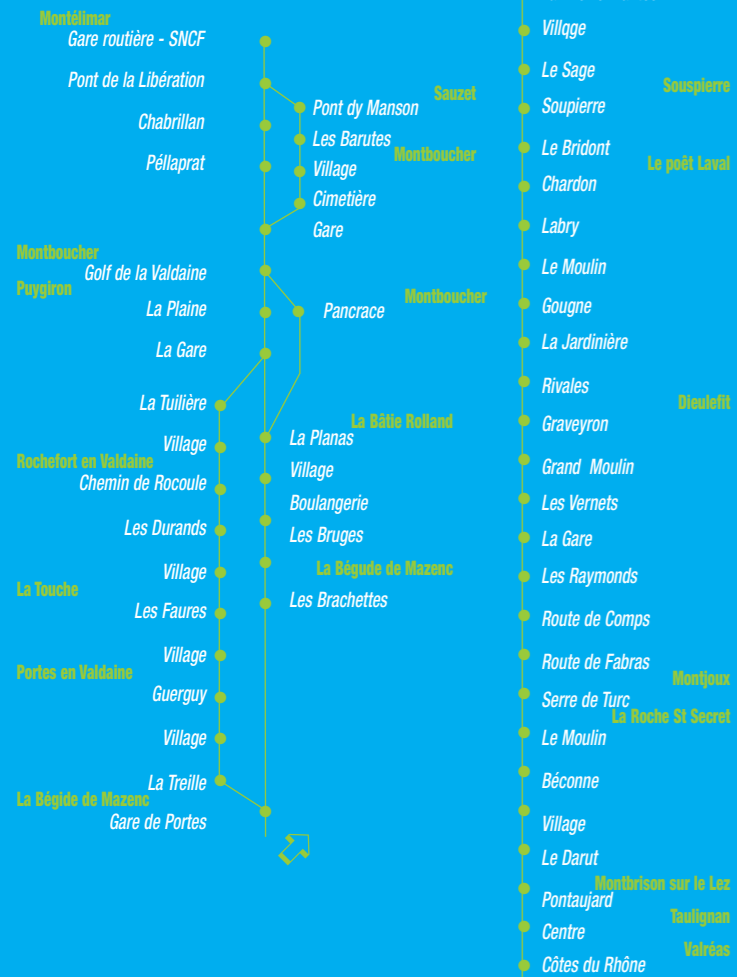 Montélimar
Gare routière - SNCF
Pont de la Libération
Chabrillan
Péllaprat
Montboucher
Golf de la Valdaine
Puygiron
La Plaine
La Gare
La Tuilière
Village
Rochefort en Valdaine
Chemin de Rocoule
Les Durands
Village
La Touche
Les Faures
Village
Portes en Valdaine
Guerguy
Village
La Treille
La Bégide de Mazenc
Gare de Portes
Sauzet
Pont dy Manson
Les Barutes
Montboucher
Village
Cimetière
Gare
Montboucher
Pancrace
La Bâtie Rolland
La Planas
Village
Boulangerie
Les Bruges
La Bégude de Mazenc
Les Brachettes
Villqge
Le Sage
Souspierre
Soupierre
Le Bridont
Le poêt Laval
Chardon
Labry
Le Moulin
Gougne
La Jardinière
Rivales
Dieulefit
Graveyron
Grand Moulin
Les Vernets
La Gare
Les Raymonds
Route de Comps
Route de Fabras
Montjoux
Serre de Turc
La Roche St Secret
Le Moulin
Béconne
Village
Le Darut
Montbrison sur le Lez
Pontaujard
Taulignan
Centre
Valréas
Côtes du Rhône